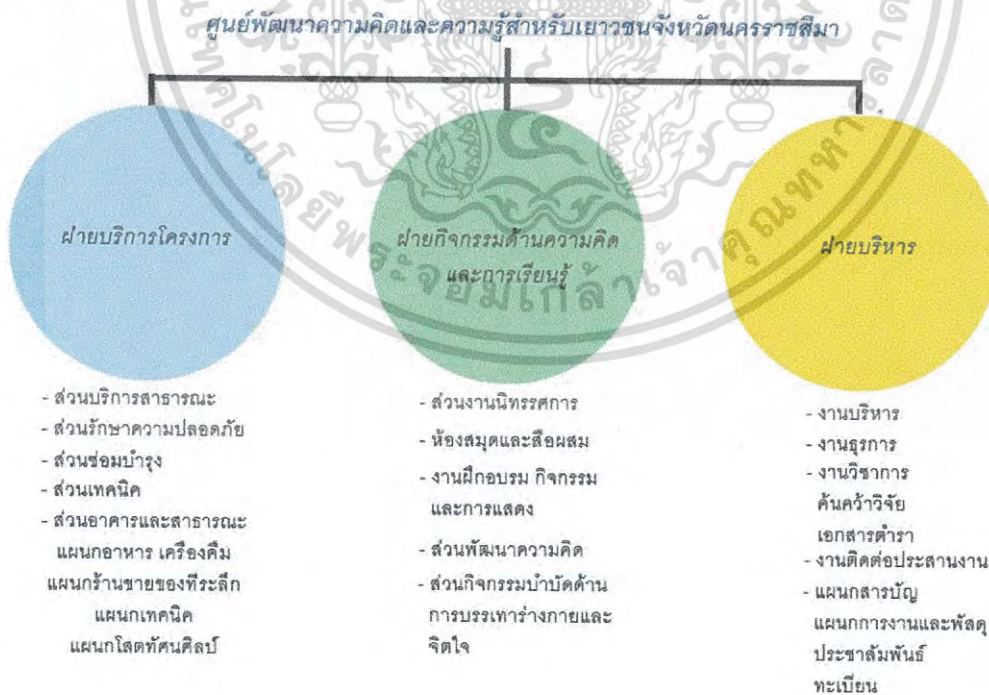 ศูนย์พัฒนาความคิดและความรู้สำหรับเยาวชนจังหวัดนครราชสีมา
ฝ่ายบริการโครงการ
- ส่วนบริการสาธารณะ
- ส่วนรักษาความปลอดภัย
- ส่วนซ่อมบำรุง
- ส่วนเทคนิค
- ส่วนอาคารและสาธารณะ
แผนกอาหาร เครื่องดื่ม
แผนกร้านขายของที่ระลึก
แผนกเทคนิค
แผนกโสตทัศนศิลป์
ฝ่ายกิจกรรมด้านความคิด
และการเรียนรู้
- ส่วนงานนิทรรศการ
- ห้องสมุดและสื่อผสม
- งานฝึกอบรม กิจกรรม
และการแสดง
- ส่วนพัฒนาความคิด
- ส่วนกิจกรรมบำบัดด้าน
การบรรเทาร่างกายและ
จิตใจ
ฝ่ายบริหาร
- งานบริหาร
- งานธุรการ
- งานวิชาการ
ค้นคว้าวิจัย
เอกสารตำรา
- งานติดต่อประสานงาน
- แผนกสารบัญ
แผนกการงานและพัสดุ
ประชาสัมพันธ์
ทะเบียน